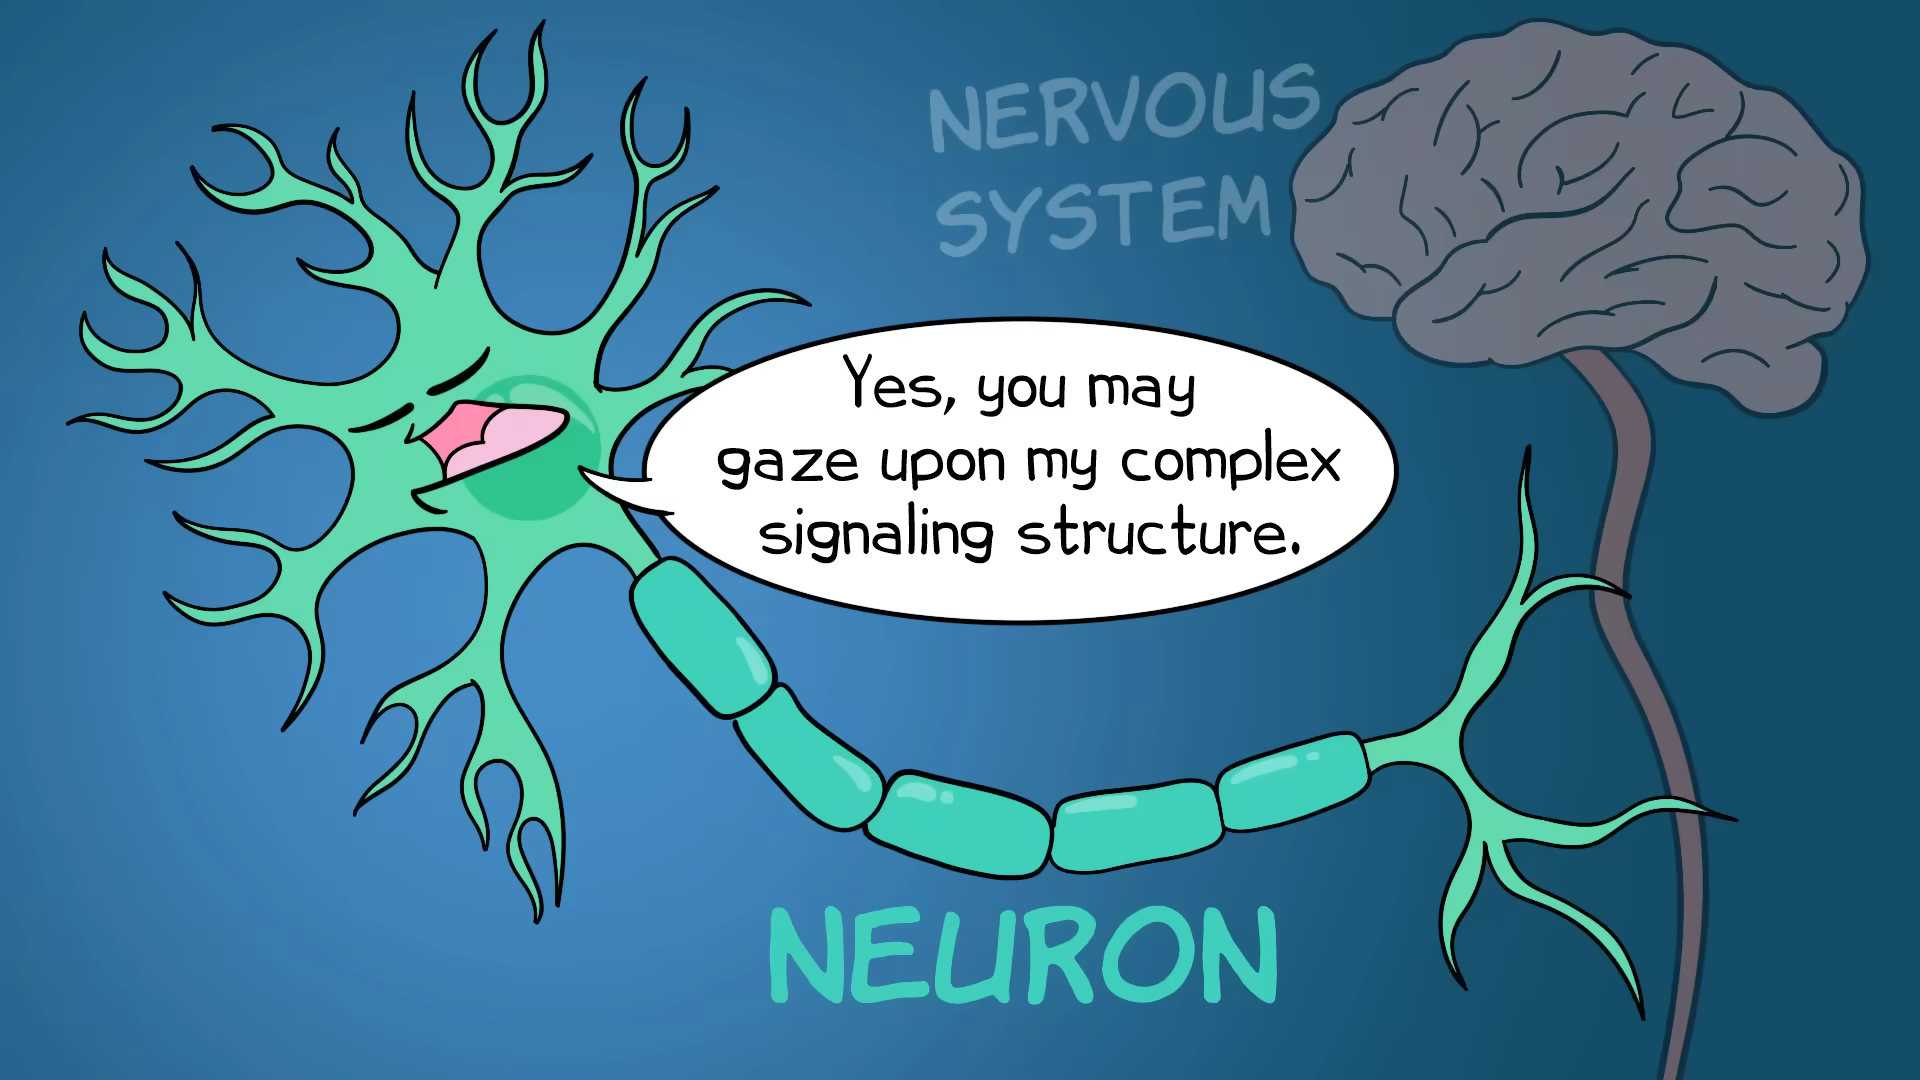 NERVOUS
SYSTEM
Yes, you may
gaze upon my complex
signaling structure.
NEURON